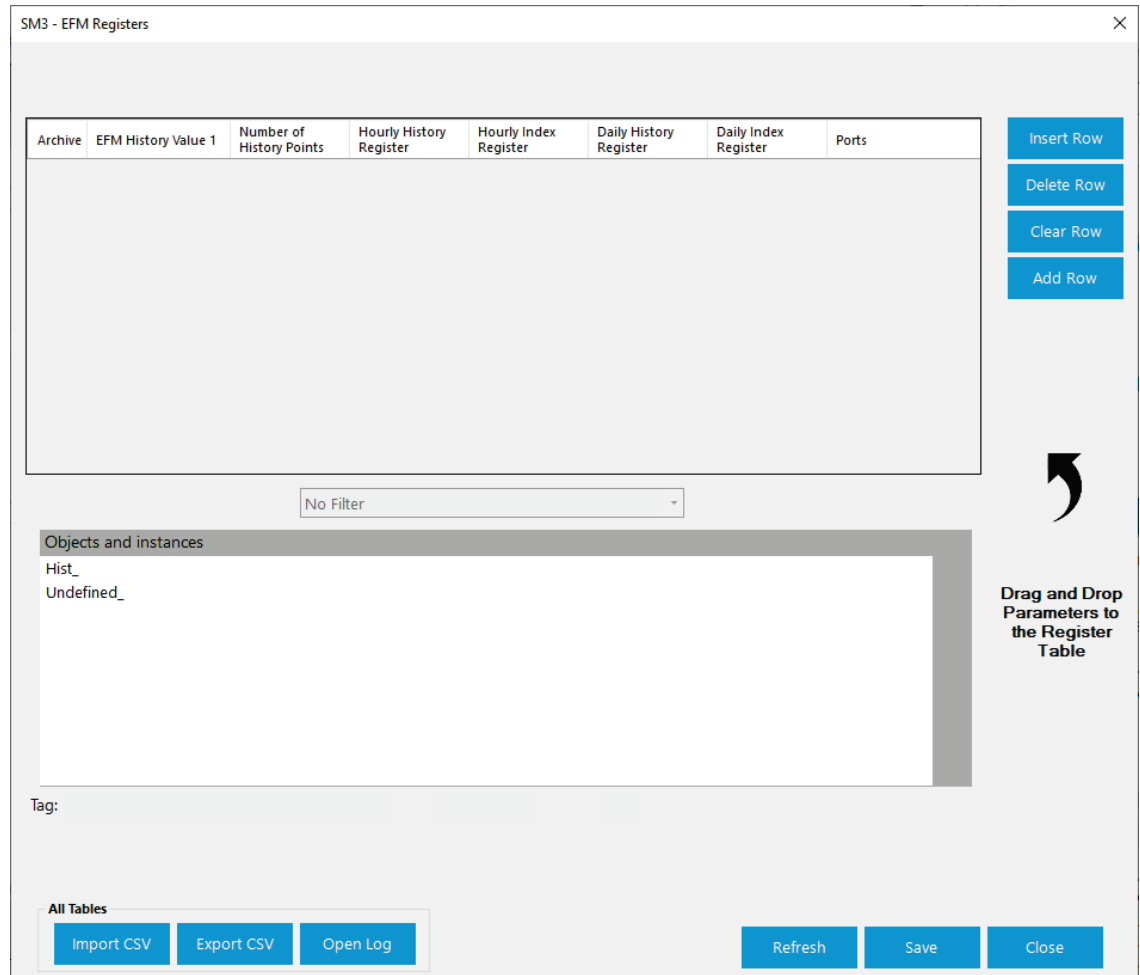 SM3 - EFM Registers
Archive
EFM History Value 1
Number of
History Points
Hourly History
Register
Hourly Index
Register
Daily History
Register
Daily Index
Register
Ports
Insert Row
Delete Row
Clear Row
Add Row
No Filter
Objects and instances
Hist_
Undefined_
Drag and Drop
Parameters to
the Register
Table
Tag:
All Tables
Import CSV
Export CSV
Open Log
Refresh
Save
Close